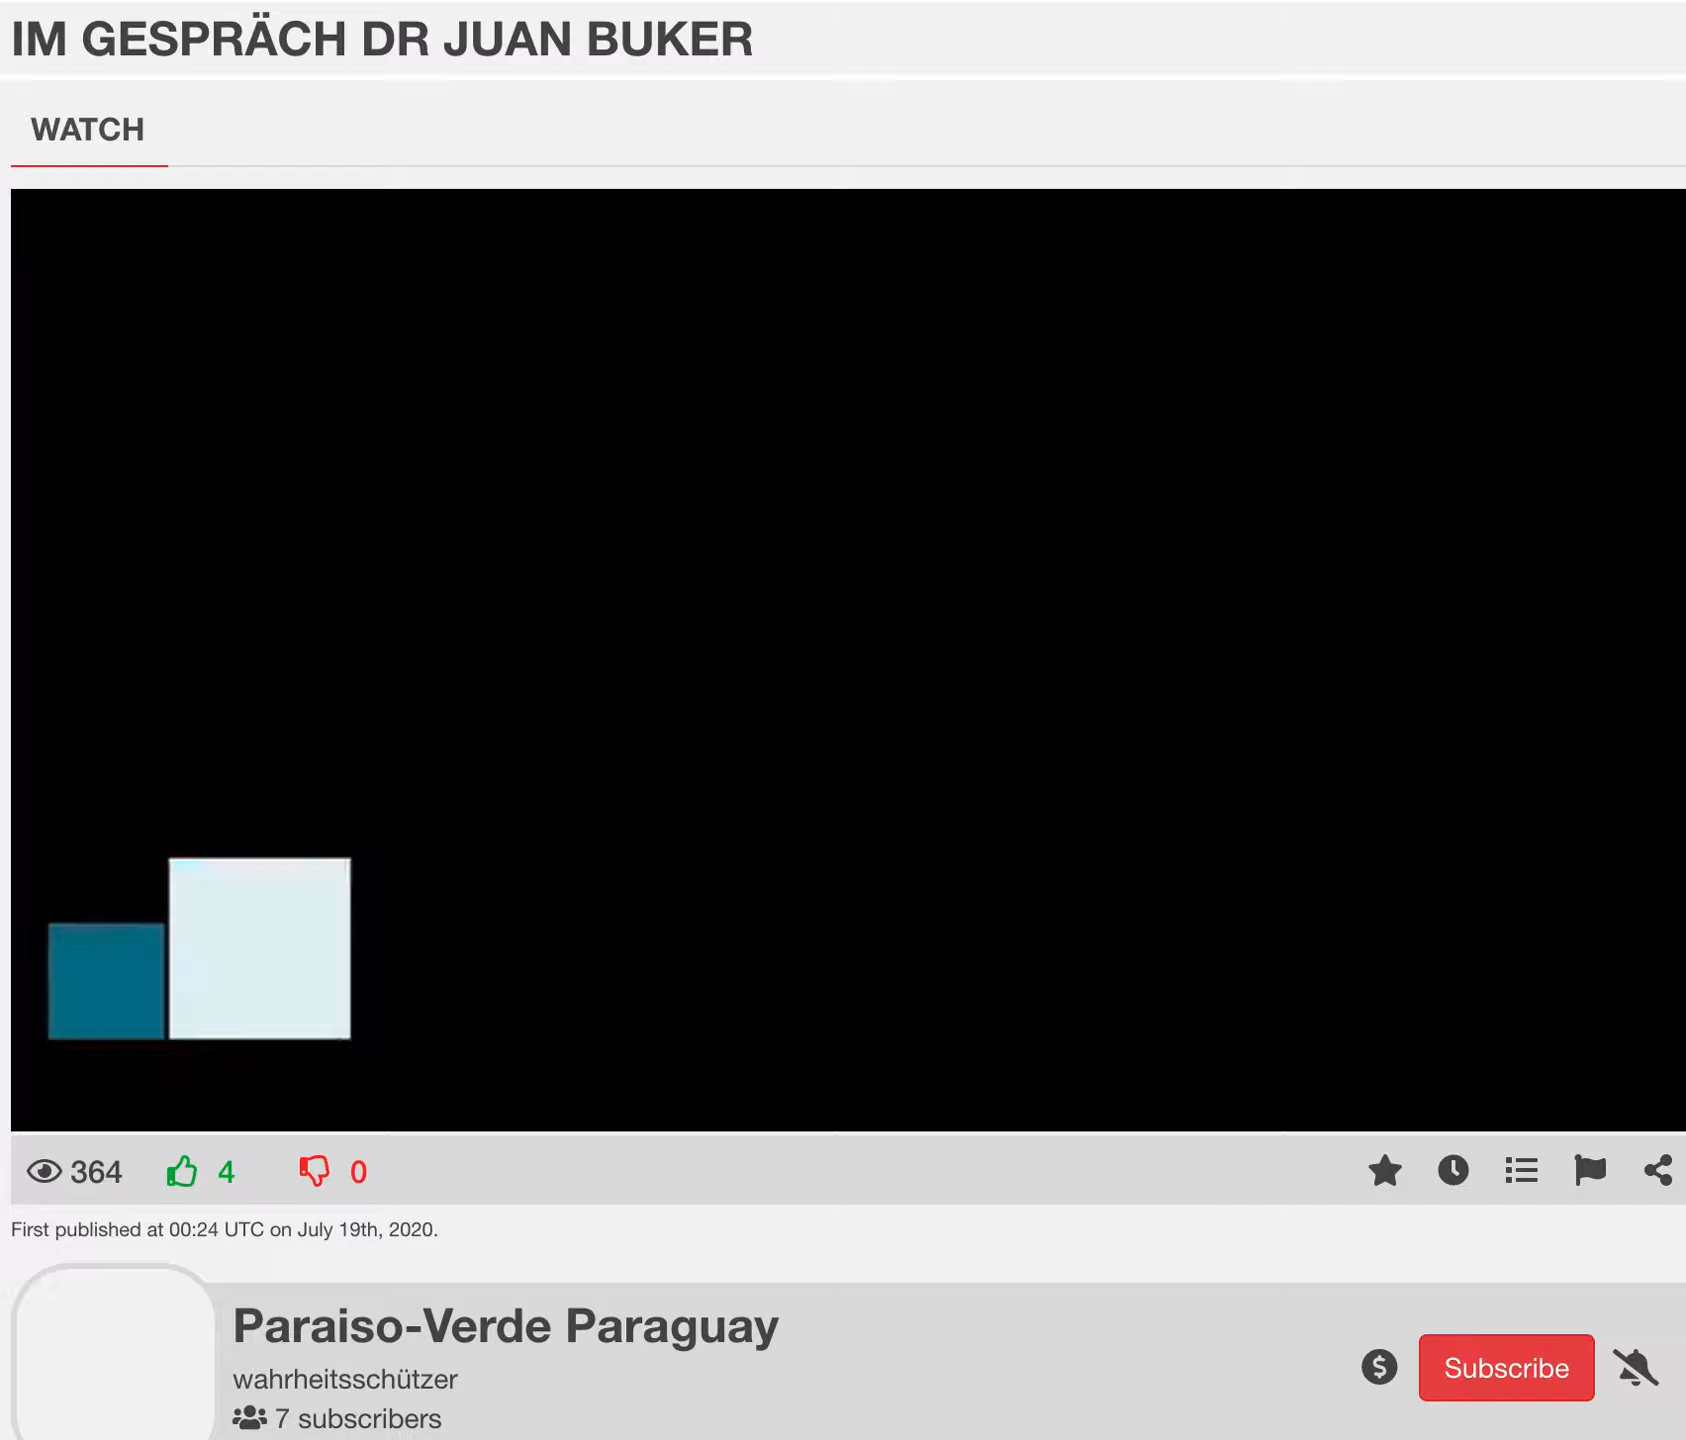 IM GESPRÄCH DR JUAN BUKER
WATCH
364 4 0
First published at 00:24 UTC on July 19th, 2020.
Paraiso-Verde Paraguay
wahrheitsschützer
7 subscribers
Subscribe